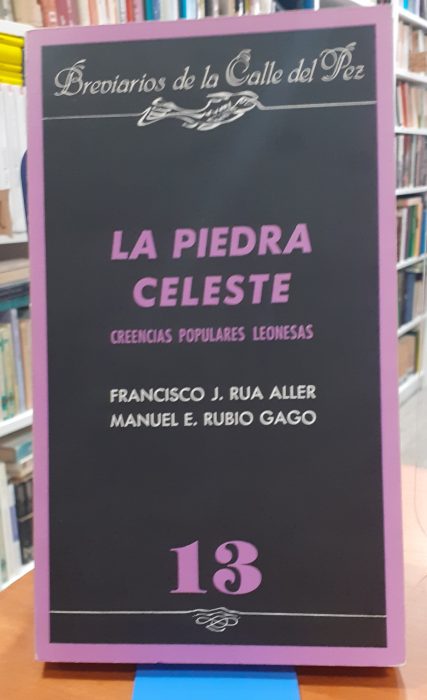 Breviarios de la Calle del Pez
LA PIEDRA
CELESTE
CREENCIAS POPULARES LEONESAS
FRANCISCO J. RUA ALLER
MANUEL E. RUBIO GAGO
13